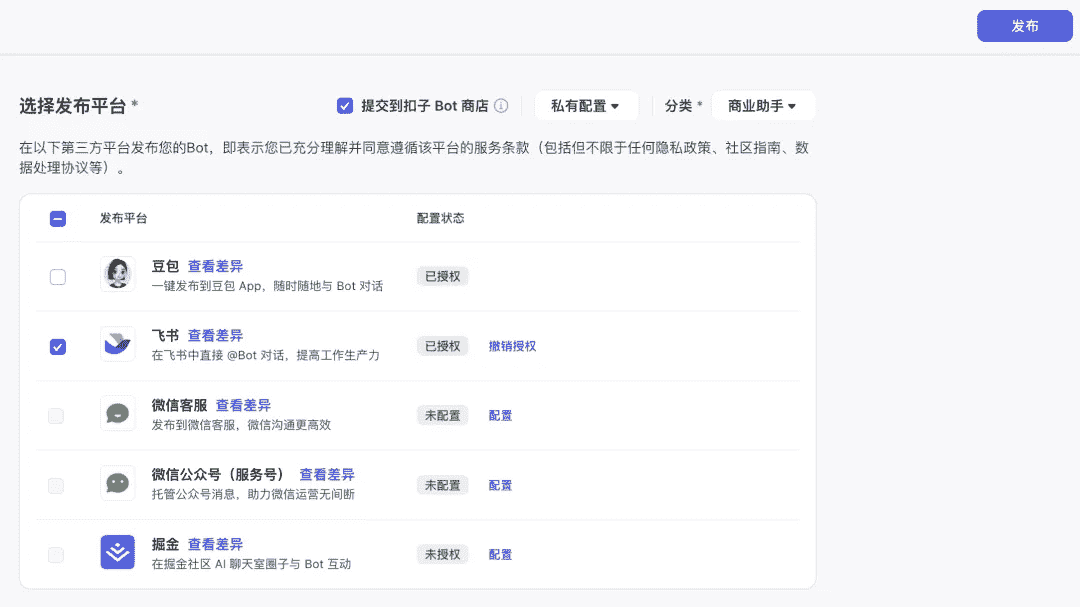 发布
选择发布平台 *
提交到扣子 Bot 商店
私有配置
分类 *
商业助手
在以下第三方平台发布您的Bot，即表示您已充分理解并同意遵循该平台的服务条款（包括但不限于任何隐私政策、社区指南、数
据处理协议等）。
发布平台 配置状态
豆包 查看差异
一键发布到豆包 App，随时随地与 Bot 对话
已授权
飞书 查看差异
在飞书中直接 @Bot 对话，提高工作生产力
已授权 撤销授权
微信客服 查看差异
发布到微信客服，微信沟通更高效
未配置 配置
微信公众号（服务号） 查看差异
托管公众号消息，助力微信运营无间断
未配置 配置
掘金 查看差异
在掘金社区 AI 聊天室圈子与 Bot 互动
未授权 配置